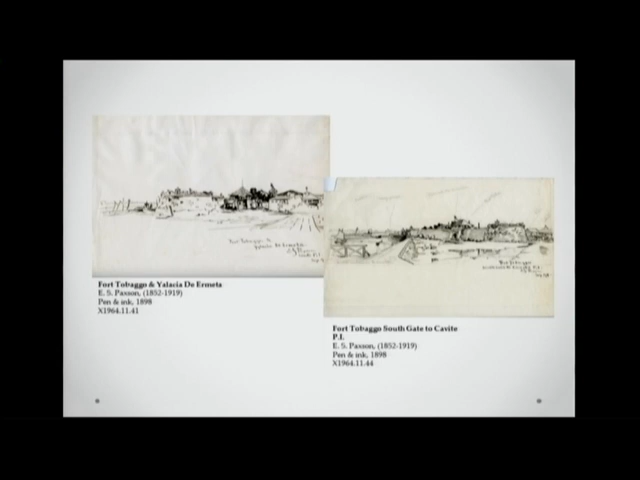 Fort Tobaggo & Yalacia De Ermeta
E. S. Paxson, (1852-1919)
Pen & ink, 1898
X1964.11.41
Fort Tobaggo South Gate to Cavite
P.I.
E. S. Paxson, (1852-1919)
Pen & ink, 1898
X1964.11.44